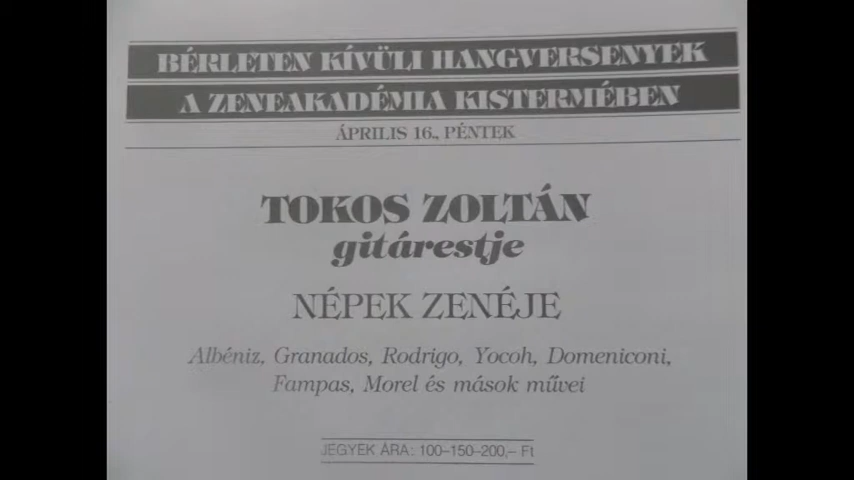 BÉRLETEN KÍVÜLI HANGVERSENYEK
A ZENEAKADÉMIA KISTERMÉBEN
ÁPRILIS 16., PÉNTEK
TOKOS ZOLTÁN
gitárestje
NÉPEK ZENÉJE
Albéniz, Granados, Rodrigo, Yocoh, Domeniconi,
Fampas, Morel és mások művei
JEGYEK ÁRA: 100–150–200,– Ft